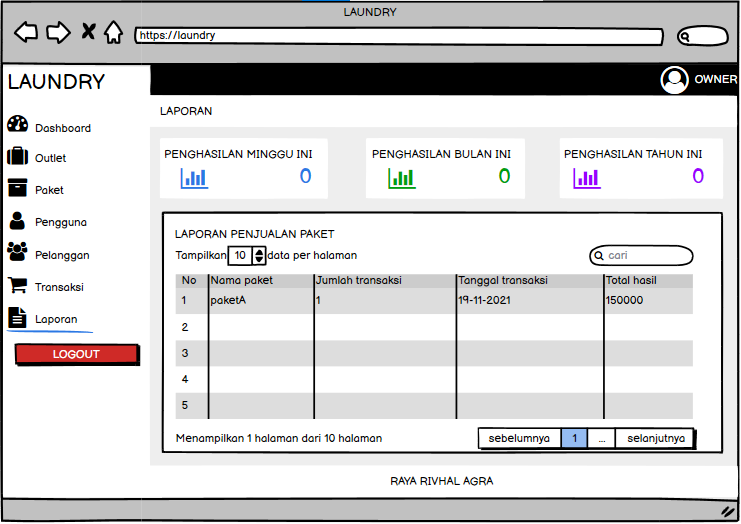 LAUNDRY
https://laundry
LAUNDRY
OWNER
Dashboard
Outlet
Paket
Pengguna
Pelanggan
Transaksi
Laporan
LOGOUT
LAPORAN
PENGHASILAN MINGGU INI
0
PENGHASILAN BULAN INI
0
PENGHASILAN TAHUN INI
0
LAPORAN PENJUALAN PAKET
Tampilkan 10 data per halaman
cari
No Nama paket Jumlah transaksi Tanggal transaksi Total hasil
1 paketA 1 19-11-2021 150000
2
3
4
5
Menampilkan 1 halaman dari 10 halaman
sebelumnya 1 ... selanjutnya
RAYA RIVHAL AGRA